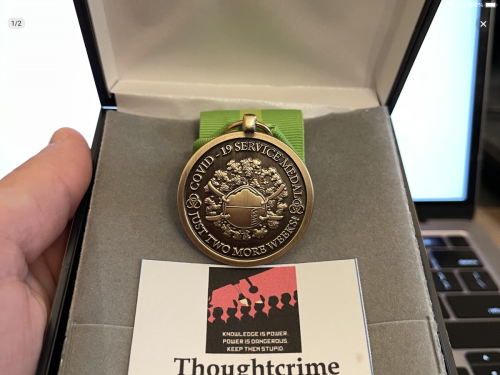 1/2
COVID - 19 SERVICE MEDAL
JUST TWO MORE WEEKS!
KNOWLEDGE IS POWER.
POWER IS DANGEROUS.
KEEP THEM STUPID.
Thoughtcrime